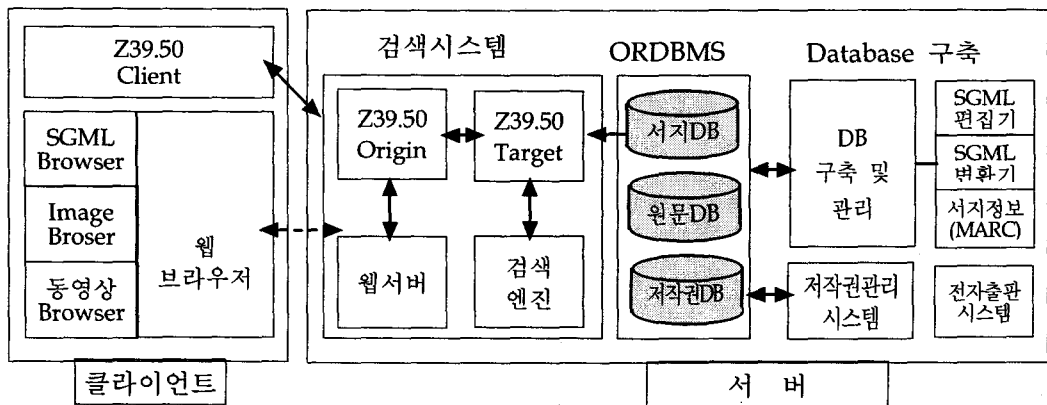 Z39.50
Client
SGML
Browser
Image
Broser
동영상
Browser
웹
브라우저
클라이언트
검색시스템
Z39.50
Origin
Z39.50
Target
웹서버
검색
엔진
ORDBMS
서지DB
원문DB
저작권DB
Database 구축
DB
구축 및
관리
SGML
편집기
SGML
변환기
서지정보
(MARC)
저작권관리
시스템
전자출판
시스템
서 버